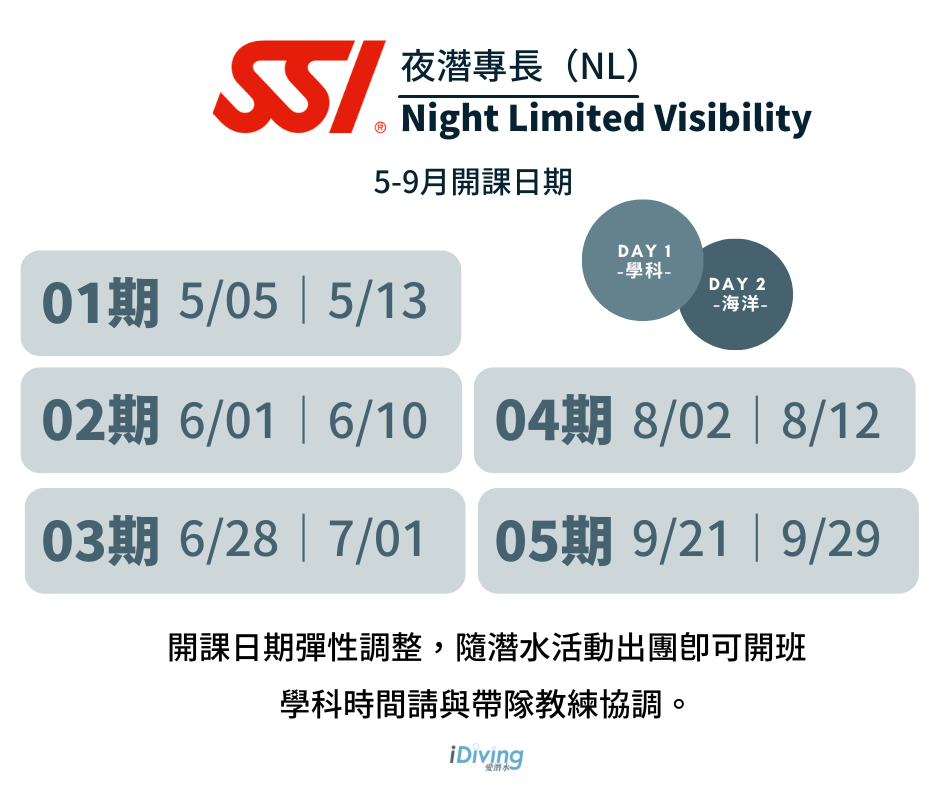 SSI®
夜潛專長（NL）
Night Limited Visibility
5-9月開課日期
DAY 1
-學科-
DAY 2
-海洋-
01期 5/05｜5/13
02期 6/01｜6/10
03期 6/28｜7/01
04期 8/02｜8/12
05期 9/21｜9/29
開課日期彈性調整，隨潛水活動出團即可開班
學科時間請與帶隊教練協調。
iDiving
愛潛水